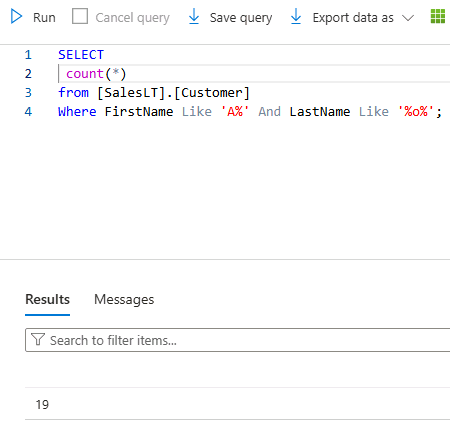 Run Cancel query Save query Export data as
1 SELECT
2 count(*)
3 from [SalesLT].[Customer]
4 Where FirstName Like 'A%' And LastName Like '%o%';
Results Messages
Search to filter items...
19